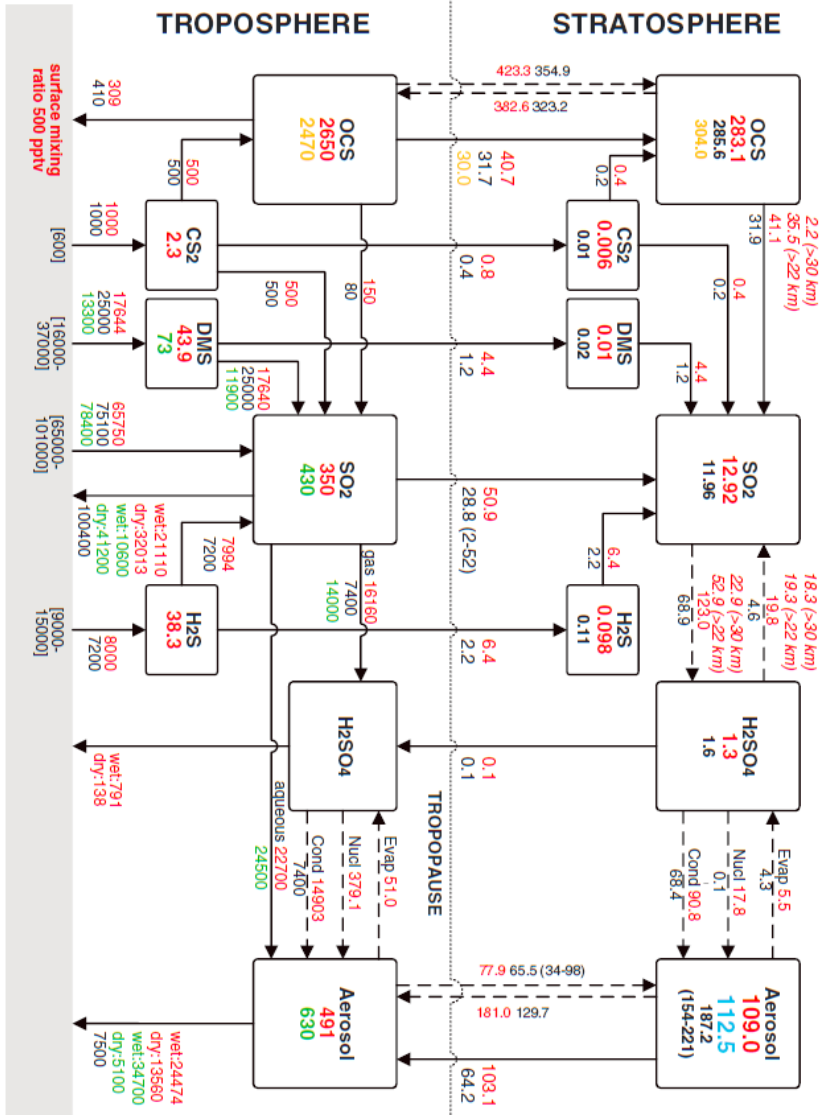 STRATOSPHERE
TROPOSPHERE
TROPOPAUSE
OCS
283.1
285.6
304.0
CS2
0.006
0.01
DMS
0.01
0.02
SO2
12.92
11.96
H2S
0.098
0.11
H2SO4
1.3
1.6
Aerosol
109.0
112.5
187.2
(154-221)
2.2 (>30 km)
35.5 (>22 km)
41.1
31.9
0.4
0.2
0.4
0.2
4.4
1.2
6.4
2.2
18.3 (>30 km)
19.3 (>22 km)
19.8
4.6
22.9 (>30 km)
52.9 (>22 km)
123.0
68.9
Evap 5.5
4.3
Nucl 17.8
0.1
Cond 90.8
68.4
423.3 354.9
382.6 323.2
40.7
31.7
30.0
0.8
0.4
4.4
1.2
50.9
28.8 (2-52)
6.4
2.2
0.1
0.1
77.9 65.5 (34-98)
181.0 129.7
103.1
64.2
OCS
2650
2470
CS2
2.3
DMS
43.9
73
SO2
350
430
H2S
38.3
H2SO4
Aerosol
491
630
500
500
150
80
500
500
17640
25000
11900
7994
7200
gas 16160
7400
14000
aqueous 22700
24500
Evap 51.0
Nucl 379.1
Cond 14903
7400
309
410
1000
1000
17644
25000
13300
65750
75100
78400
wet:21110
dry:32013
wet:10600
dry:41200
100400
8000
7200
wet:791
dry:138
wet:24474
dry:13560
wet:34700
dry:5100
7500
surface mixing
ratio 500 pptv
[600]
[16000-
37000]
[65000-
101000]
[9000-
15000]